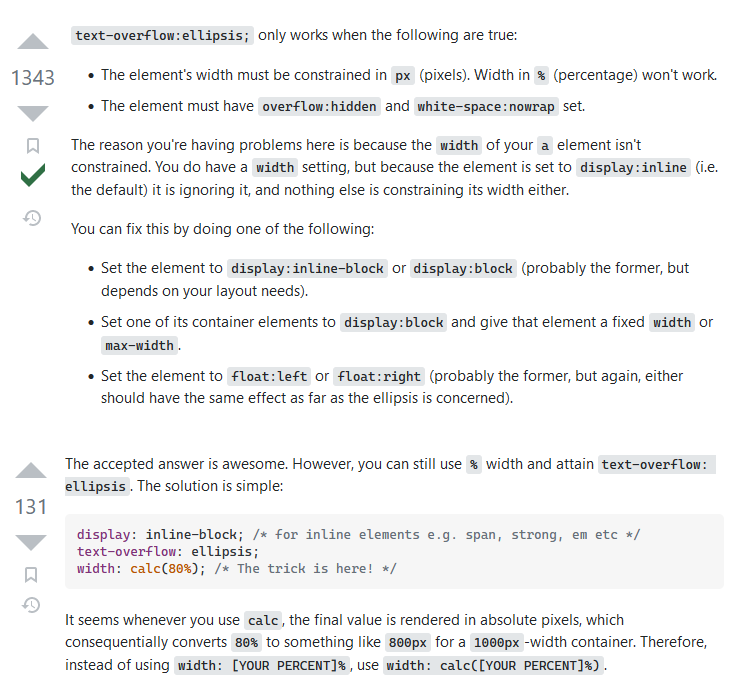 text-overflow:ellipsis; only works when the following are true:
1343
• The element's width must be constrained in px (pixels). Width in % (percentage) won't work.
• The element must have overflow:hidden and white-space:nowrap set.
The reason you're having problems here is because the width of your a element isn't
constrained. You do have a width setting, but because the element is set to display:inline (i.e.
the default) it is ignoring it, and nothing else is constraining its width either.
You can fix this by doing one of the following:
• Set the element to display:inline-block or display:block (probably the former, but
depends on your layout needs).
• Set one of its container elements to display:block and give that element a fixed width or
max-width.
• Set the element to float:left or float:right (probably the former, but again, either
should have the same effect as far as the ellipsis is concerned).
The accepted answer is awesome. However, you can still use % width and attain text-overflow:
ellipsis. The solution is simple:
131
display: inline-block; /* for inline elements e.g. span, strong, em etc */
text-overflow: ellipsis;
width: calc(80%); /* The trick is here! */
It seems whenever you use calc, the final value is rendered in absolute pixels, which
consequentially converts 80% to something like 800px for a 1000px-width container. Therefore,
instead of using width: [YOUR PERCENT]%, use width: calc([YOUR PERCENT]%).